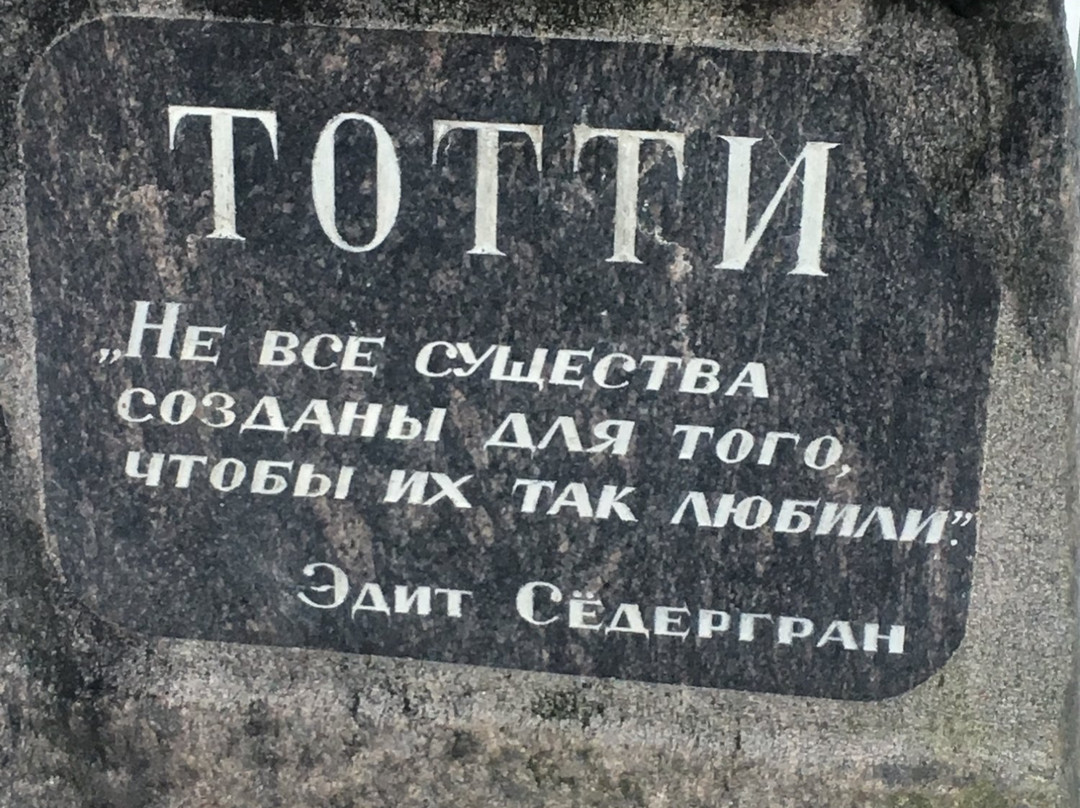 ТОТТИ
„Не все существа
созданы для того,
чтобы их так любили.”
Эдит Сёдергран